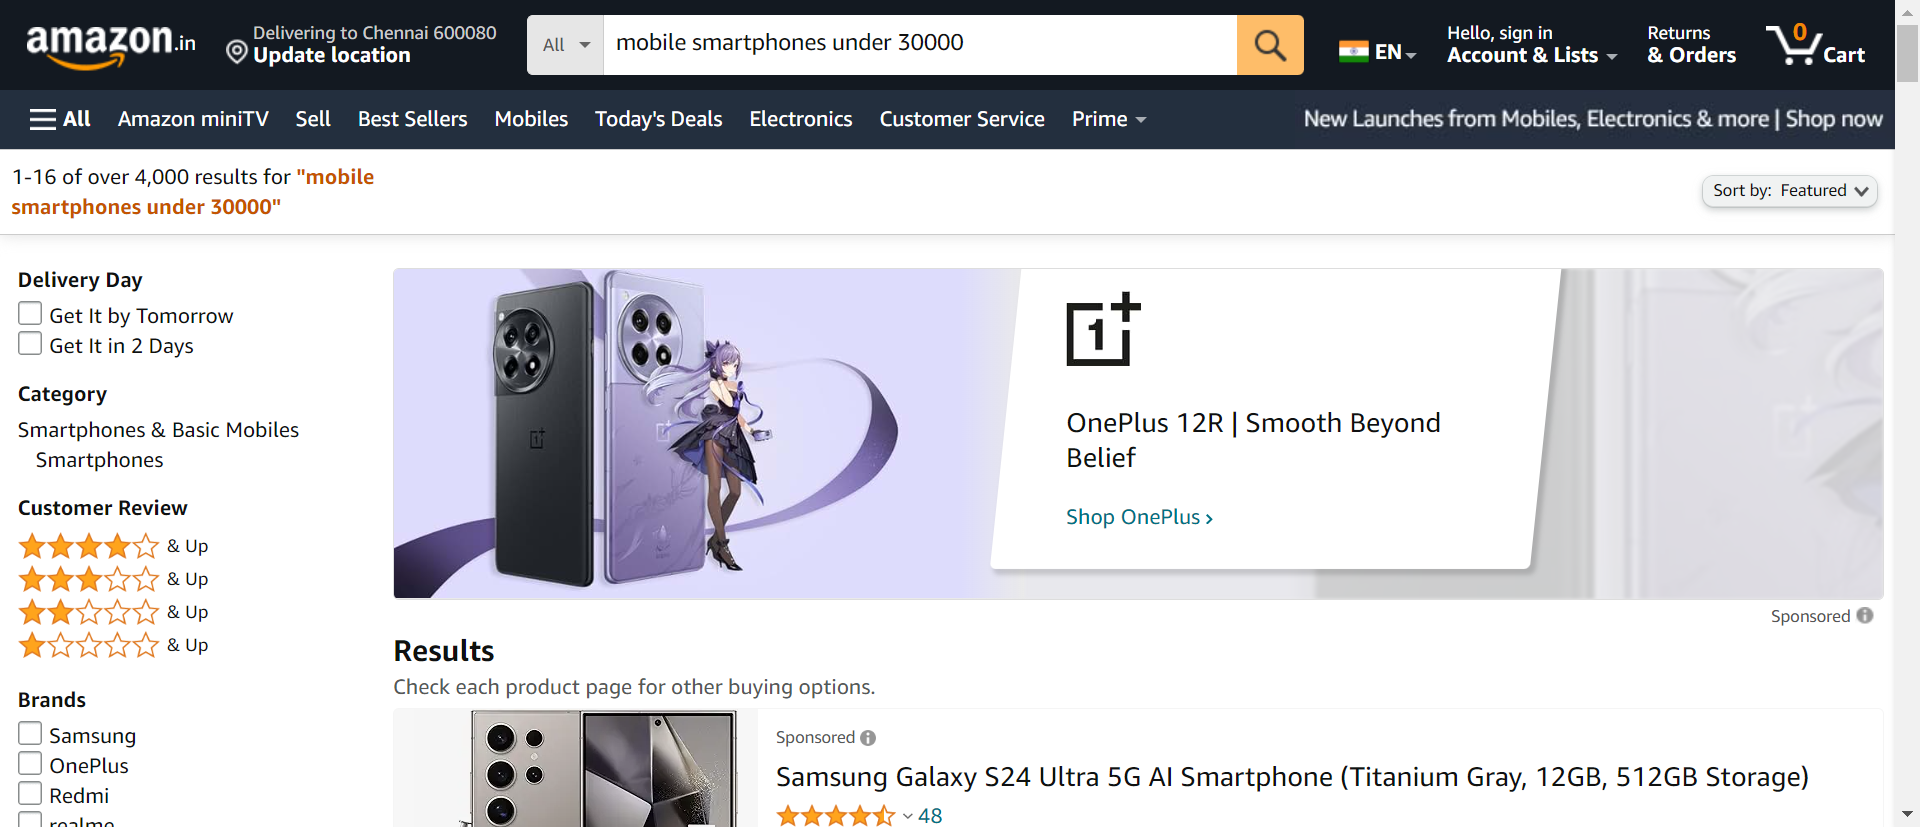 amazon.in
Delivering to Chennai 600080
Update location
All
mobile smartphones under 30000
EN
Hello, sign in
Account & Lists
Returns
& Orders
0
Cart
All
Amazon miniTV
Sell
Best Sellers
Mobiles
Today's Deals
Electronics
Customer Service
Prime
New Launches from Mobiles, Electronics & more | Shop now
1-16 of over 4,000 results for "mobile
smartphones under 30000"
Sort by: Featured
Delivery Day
Get It by Tomorrow
Get It in 2 Days
Category
Smartphones & Basic Mobiles
Smartphones
Customer Review
& Up
& Up
& Up
& Up
Brands
Samsung
OnePlus
Redmi
realme
1+
OnePlus 12R | Smooth Beyond
Belief
Shop OnePlus ›
Sponsored
Results
Check each product page for other buying options.
Sponsored
Samsung Galaxy S24 Ultra 5G AI Smartphone (Titanium Gray, 12GB, 512GB Storage)
48